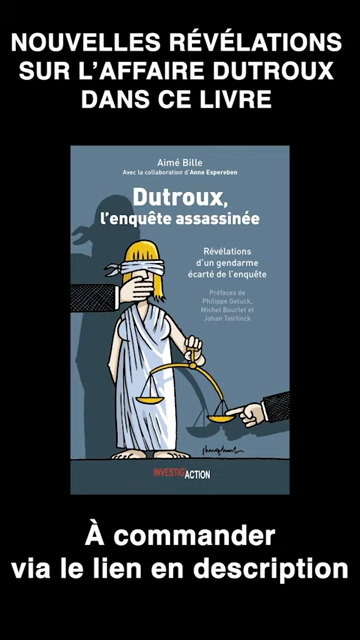 NOUVELLES RÉVÉLATIONS
SUR L'AFFAIRE DUTROUX
DANS CE LIVRE
Aimé Bille
Avec la collaboration d'Anne Espereben
Dutroux,
l'enquête assassinée
Révélations
d'un gendarme
écarté de l'enquête
Préfaces de
Philippe Geluck,
Michel Bourlet et
Johan Teirlinck
INVESTIG'ACTION
À commander
via le lien en description